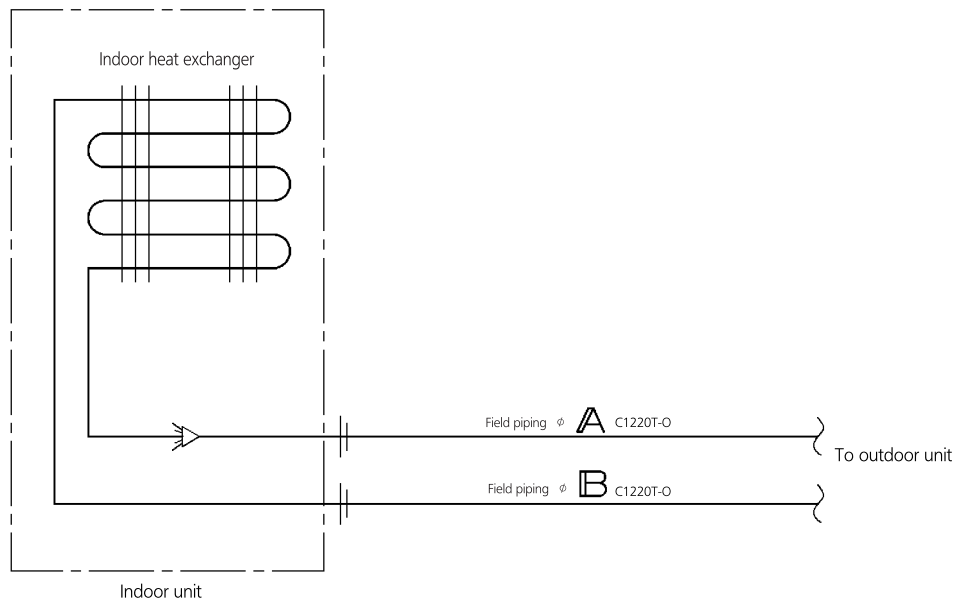 Indoor heat exchanger
Field piping ø A C1220T-O
To outdoor unit
Field piping ø B C1220T-O
Indoor unit